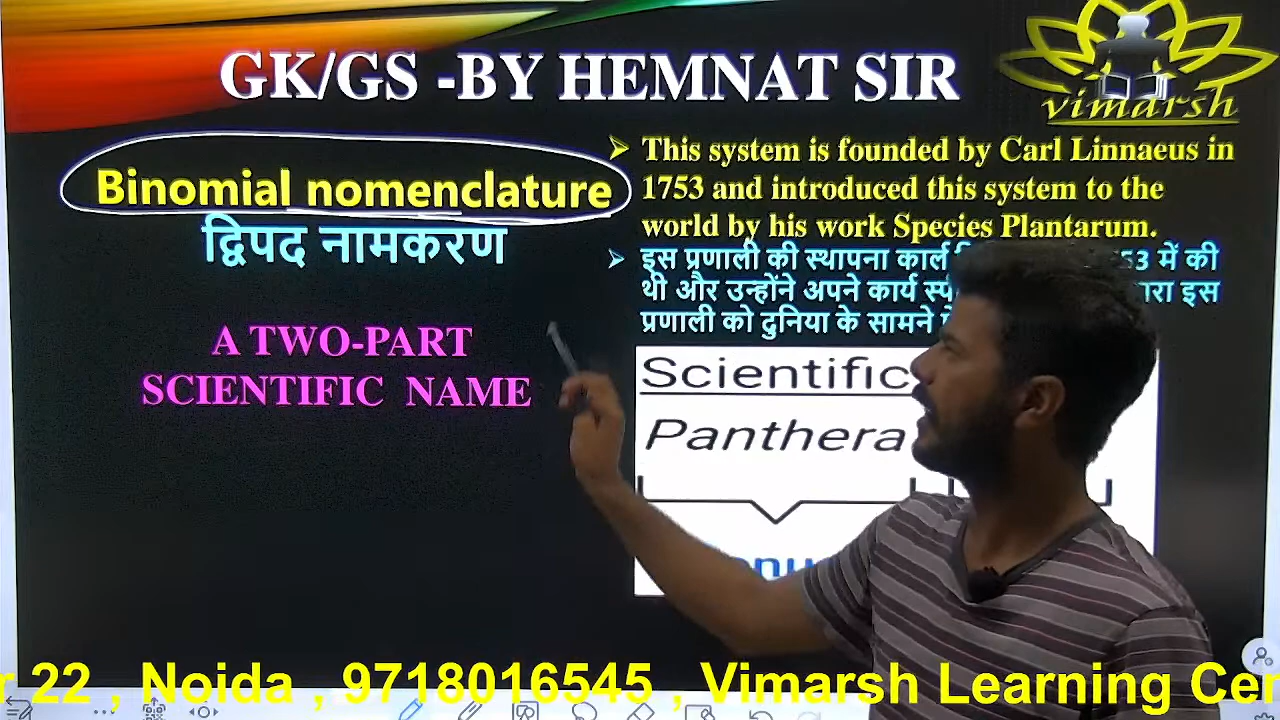 GK/GS -BY HEMNAT SIR
vimarsh
Binomial nomenclature
द्विपद नामकरण
A TWO-PART
SCIENTIFIC NAME
This system is founded by Carl Linnaeus in
1753 and introduced this system to the
world by his work Species Plantarum.
इस प्रणाली की स्थापना कार्ल 53 में की
थी और उन्होंने अपने कार्य इस
प्रणाली को दुनिया के सामने
Scientific
Panthera
22 , Noida , 9718016545 , Vimarsh Learning